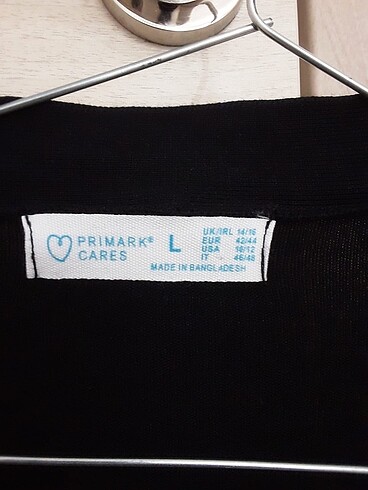 PRIMARK®
CARES
L
UK/IRL 14/16
EUR 42/44
USA 10/12
IT 46/48
MADE IN BANGLADESH